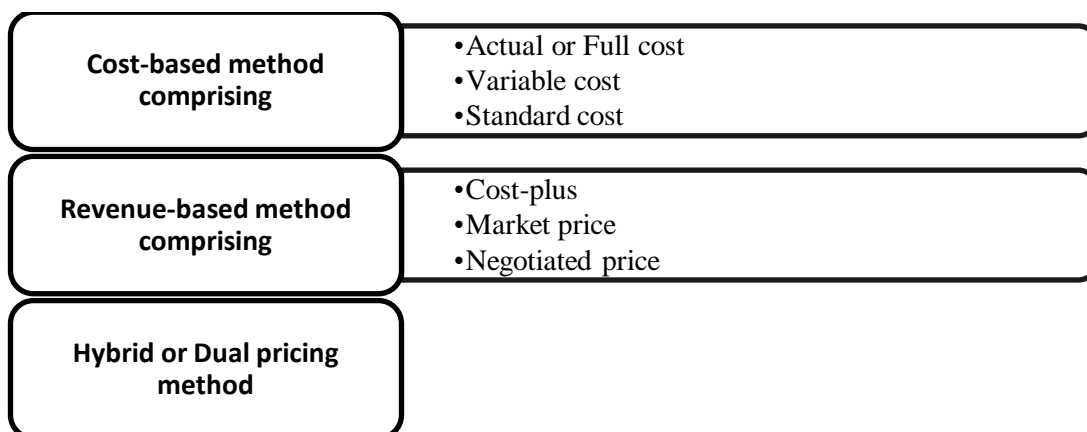 Cost-based method
comprising
•Actual or Full cost
•Variable cost
•Standard cost
Revenue-based method
comprising
•Cost-plus
•Market price
•Negotiated price
Hybrid or Dual pricing
method